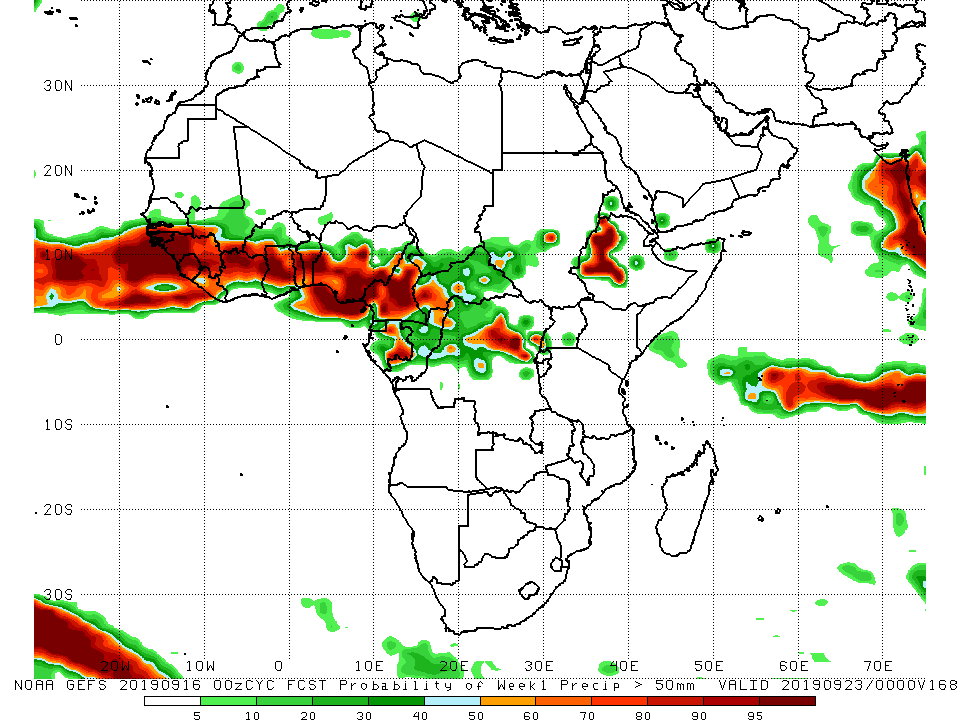 30N
20N
10N
0
10S
20S
30S
20W 10W 0 10E 20E 30E 40E 50E 60E 70E
NOAA GEFS 20190916 00zCYC FCST Probability of Week1 Precip > 50mm VALID 20190923/0000V168
5 10 20 30 40 50 60 70 80 90 95